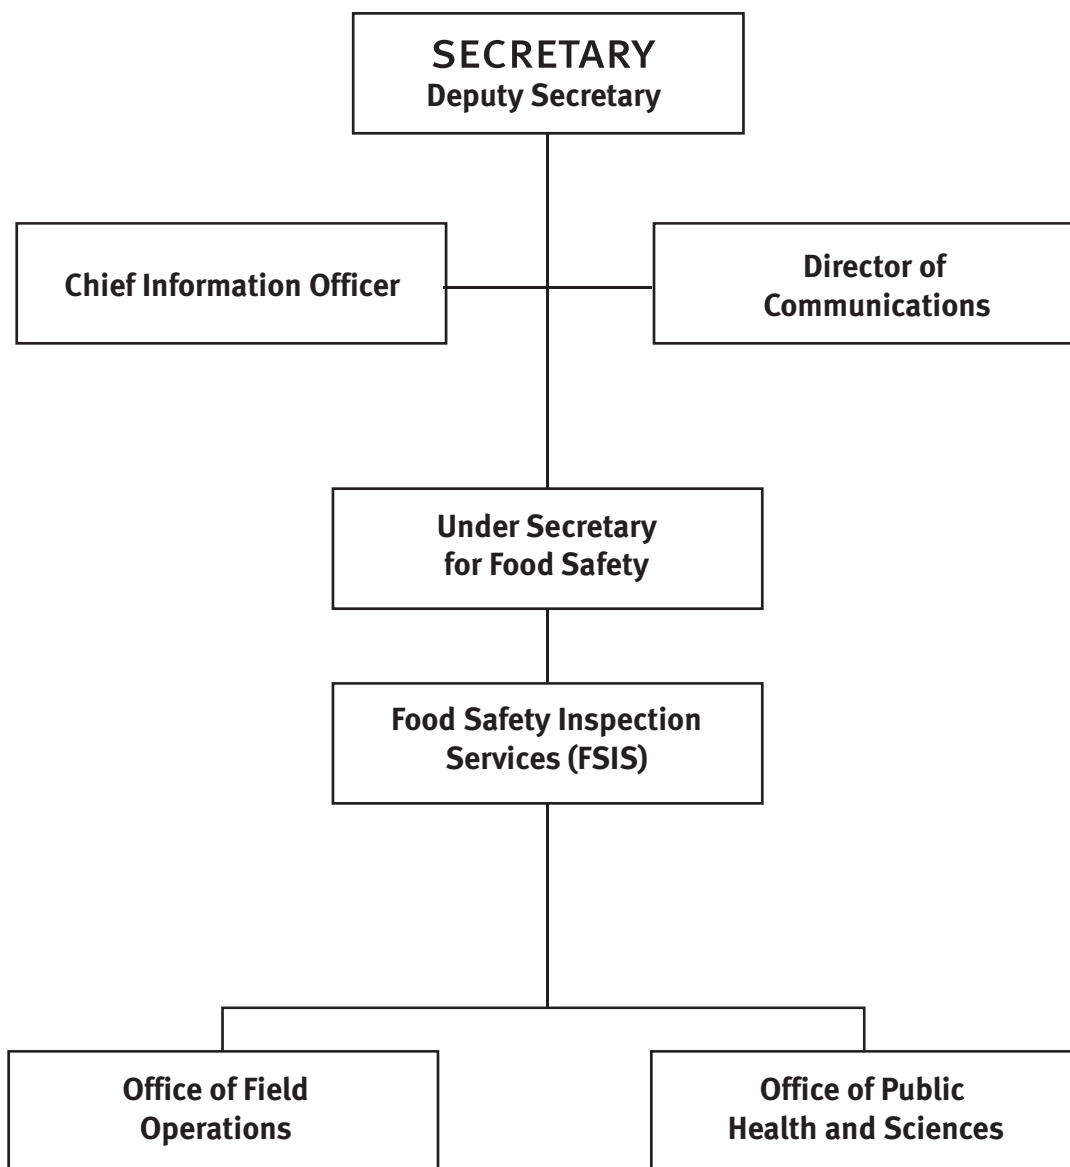 SECRETARY
Deputy Secretary
Chief Information Officer
Director of
Communications
Under Secretary
for Food Safety
Food Safety Inspection
Services (FSIS)
Office of Field
Operations
Office of Public
Health and Sciences